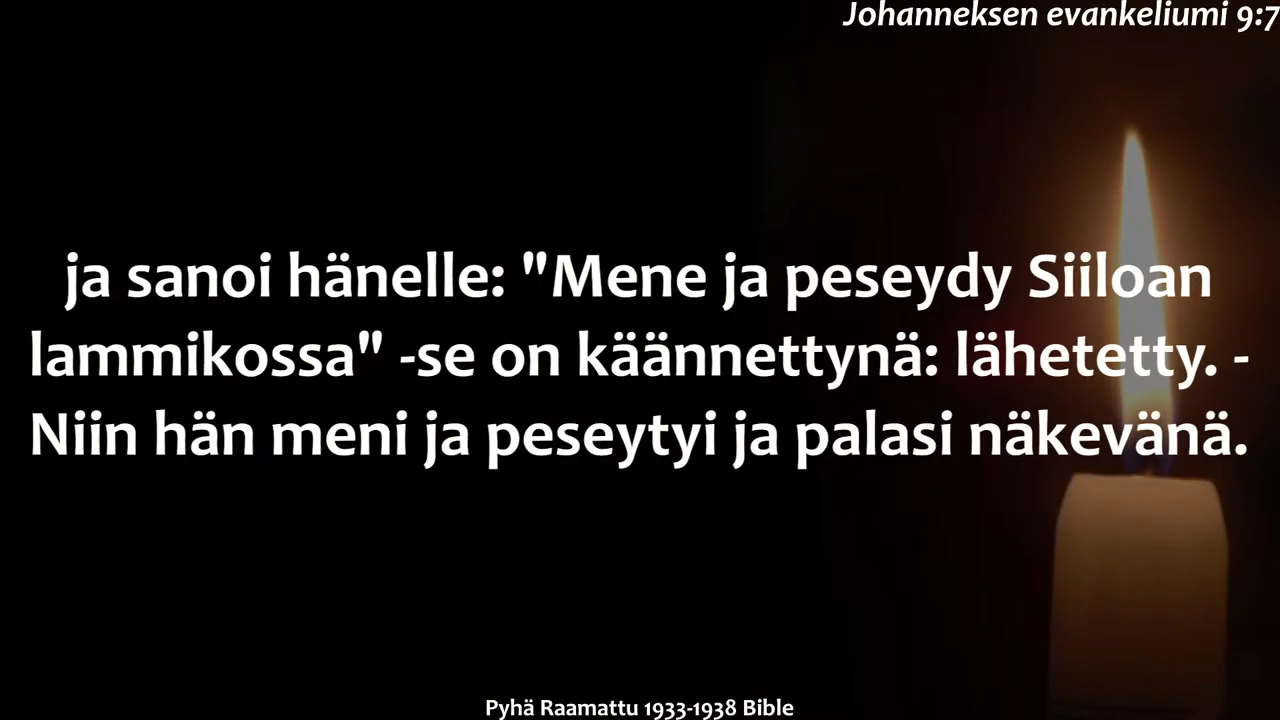 Johanneksen evankeliumi 9:7
ja sanoi hänelle: "Mene ja peseydy Siiloan
lammikossa" -se on käännettynä: lähetetty. -
Niin hän meni ja peseytyi ja palasi näkevänä.
Pyhä Raamattu 1933-1938 Bible